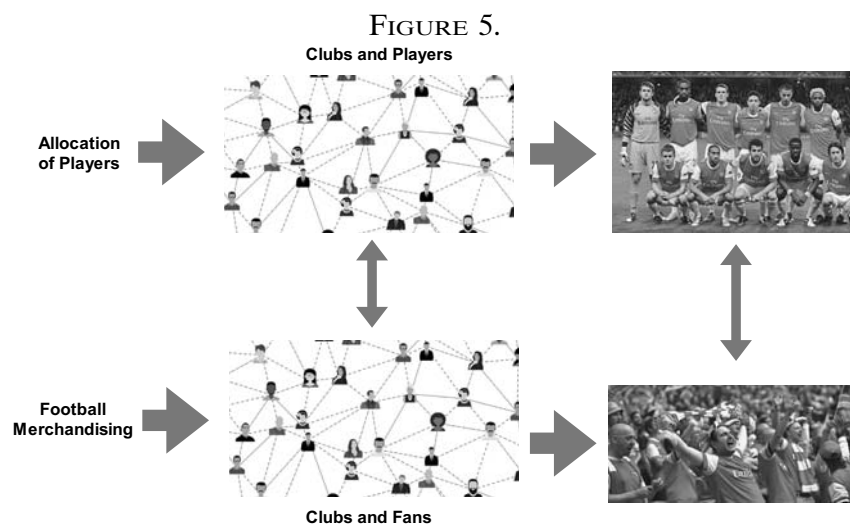 FIGURE 5.
Clubs and Players
Allocation
of Players
Football
Merchandising
Clubs and Fans